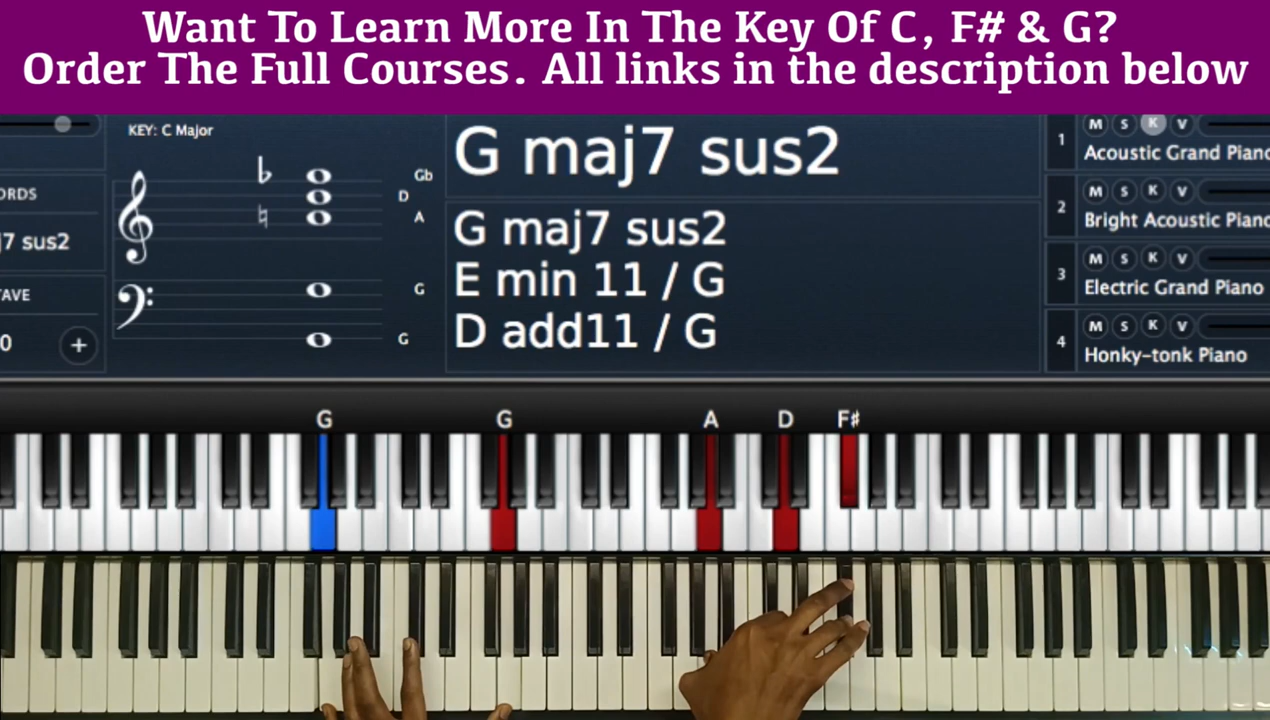 Want To Learn More In The Key Of C, F# & G?
Order The Full Courses. All links in the description below
KEY: C Major
Gb
D
A
G
G
ORDS
j7 sus2
AVE
0
+
G maj7 sus2
G maj7 sus2
E min 11 / G
D add11 / G
1
M S K V
Acoustic Grand Piano
2
M S K V
Bright Acoustic Piano
3
M S K V
Electric Grand Piano
4
M S K V
Honky-tonk Piano
G G A D F♯